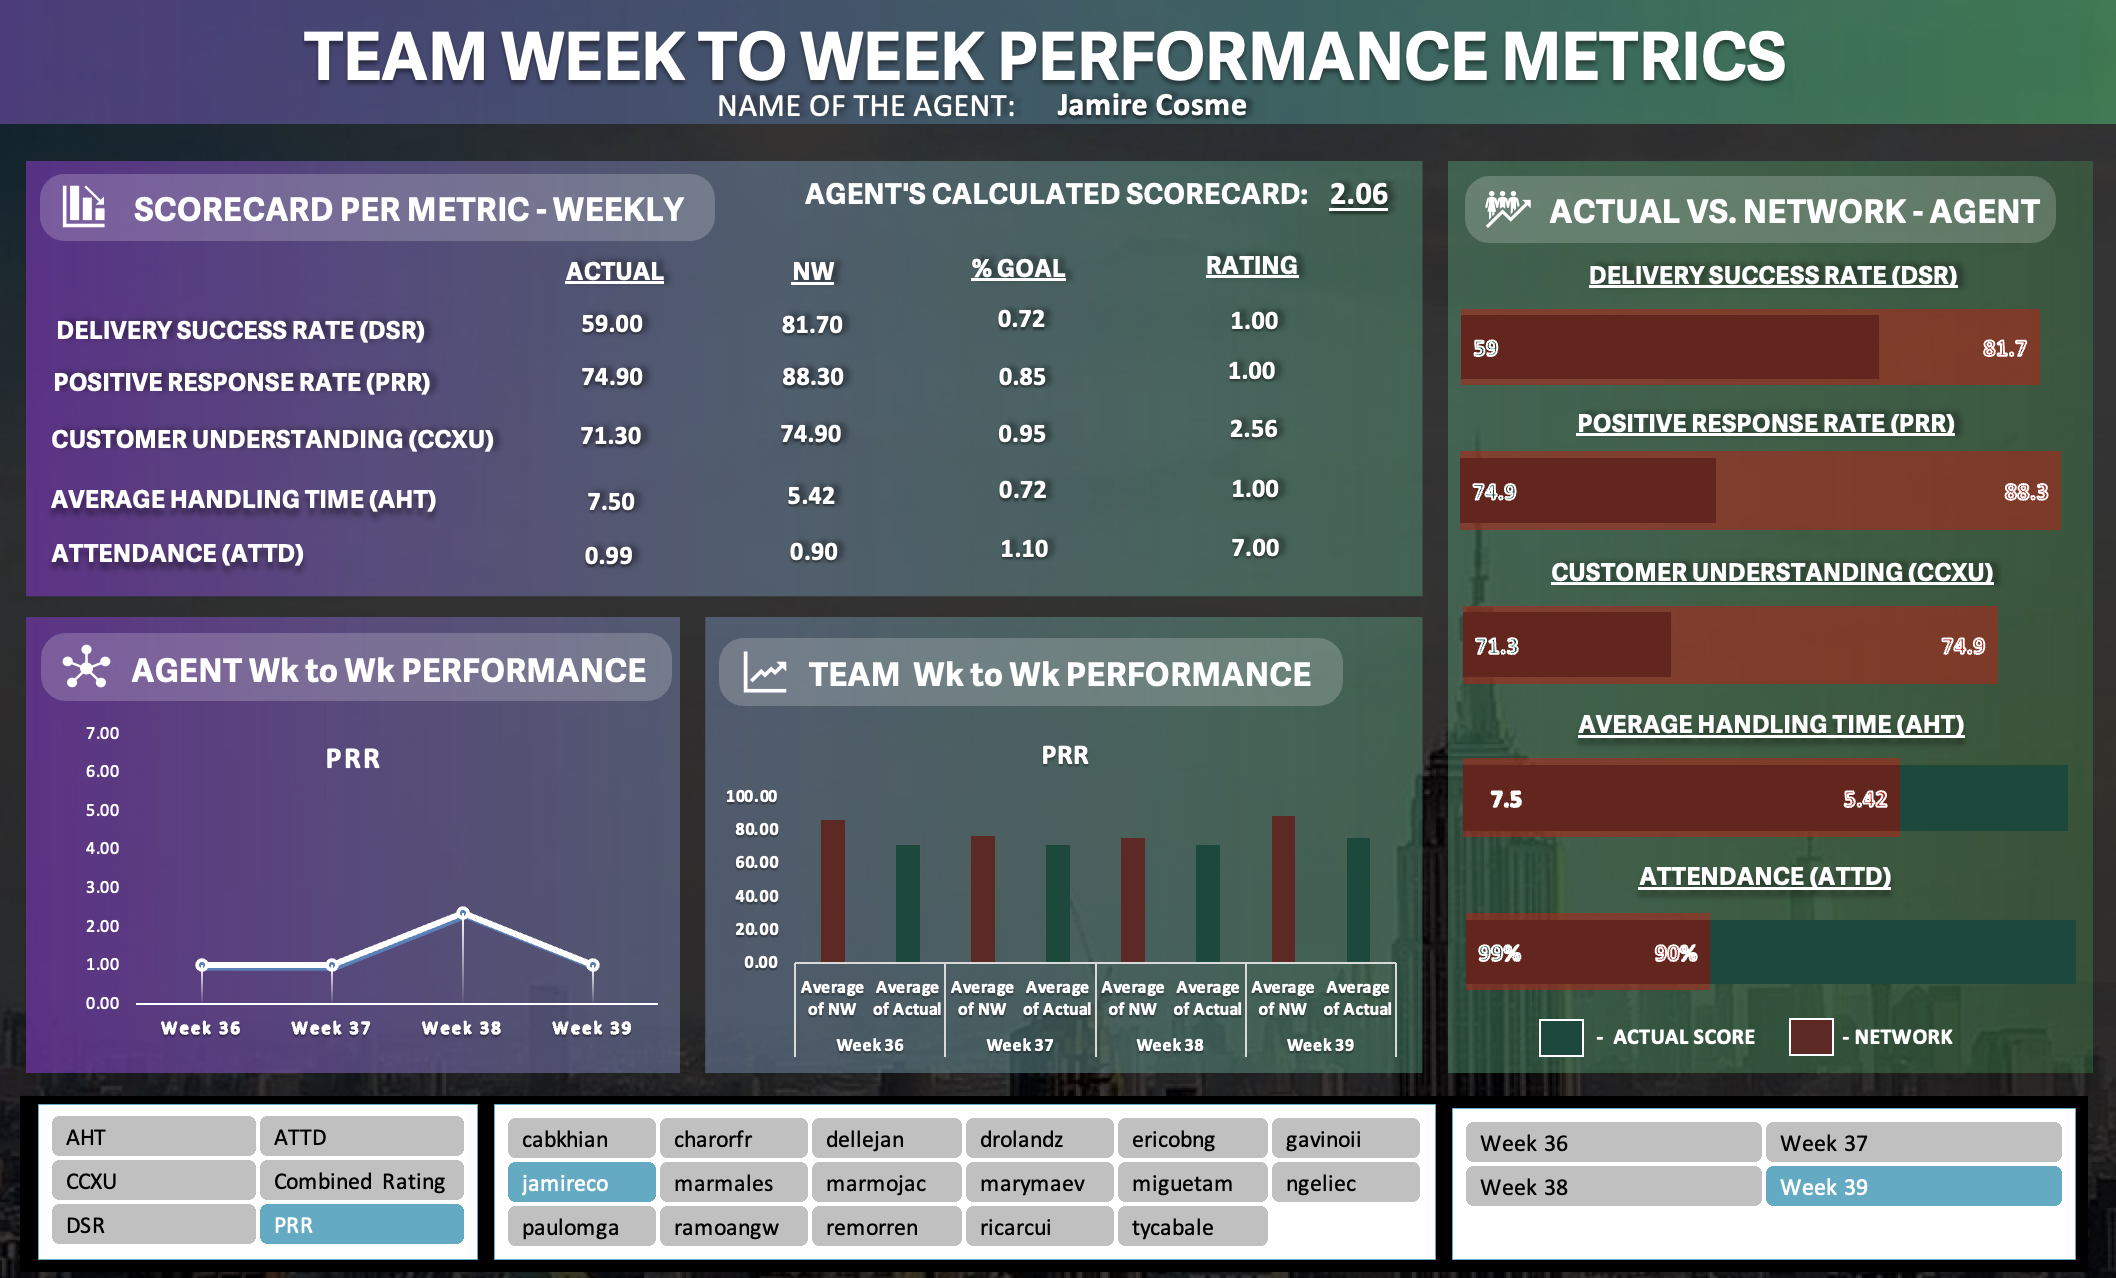 TEAM WEEK TO WEEK PERFORMANCE METRICS
NAME OF THE AGENT: Jamire Cosme
SCORECARD PER METRIC - WEEKLY
AGENT'S CALCULATED SCORECARD: 2.06
ACTUAL NW % GOAL RATING
DELIVERY SUCCESS RATE (DSR) 59.00 81.70 0.72 1.00
POSITIVE RESPONSE RATE (PRR) 74.90 88.30 0.85 1.00
CUSTOMER UNDERSTANDING (CCXU) 71.30 74.90 0.95 2.56
AVERAGE HANDLING TIME (AHT) 7.50 5.42 0.72 1.00
ATTENDANCE (ATTD) 0.99 0.90 1.10 7.00
ACTUAL VS. NETWORK - AGENT
DELIVERY SUCCESS RATE (DSR)
59 81.7
POSITIVE RESPONSE RATE (PRR)
74.9 88.3
CUSTOMER UNDERSTANDING (CCXU)
71.3 74.9
AVERAGE HANDLING TIME (AHT)
7.5 5.42
ATTENDANCE (ATTD)
99% 90%
- ACTUAL SCORE - NETWORK
AGENT Wk to Wk PERFORMANCE
PRR
7.00
6.00
5.00
4.00
3.00
2.00
1.00
0.00
Week 36 Week 37 Week 38 Week 39
TEAM Wk to Wk PERFORMANCE
PRR
100.00
80.00
60.00
40.00
20.00
0.00
Average Average Average Average Average Average Average Average
of NW of Actual of NW of Actual of NW of Actual of NW of Actual
Week 36 Week 37 Week 38 Week 39
AHT ATTD
CCXU Combined Rating
DSR PRR
cabkhian charorfr dellejan drolandz ericobng gavinoii
jamireco marmales marmojac marymaev miguetam ngeliec
paulomga ramoangw remorren ricarcui tycabale
Week 36 Week 37
Week 38 Week 39